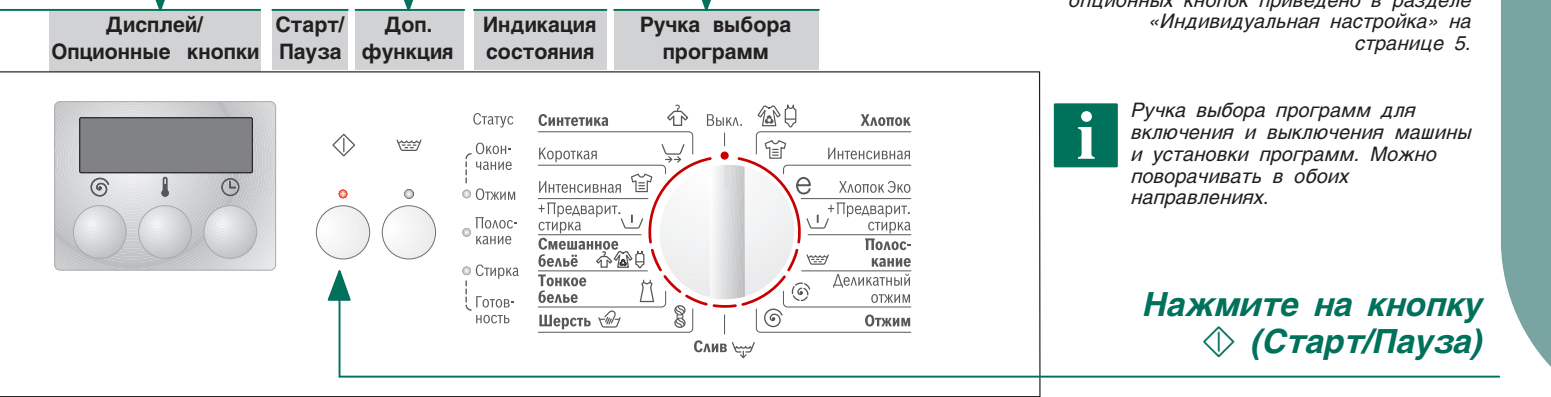 опционных кнопок приведено в разделе
«Индивидуальная настройка» на
странице 5.
Дисплей/
Опционные кнопки
Старт/
Пауза
Доп.
функция
Индикация
состояния
Ручка выбора
программ
Статус
Окон-
чание
Отжим
Полос-
кание
Стирка
Готов-
ность
Синтетика
Короткая
Интенсивная
+Предварит.
стирка
Смешанное
бельё
Тонкое
белье
Шерсть
Выкл.
Слив
Хлопок
Интенсивная
Хлопок Эко
+Предварит.
стирка
Полос-
кание
Деликатный
отжим
Отжим
i
Ручка выбора программ для
включения и выключения машины
и установки программ. Можно
поворачивать в обоих
направлениях.
Нажмите на кнопку
(Старт/Пауза)